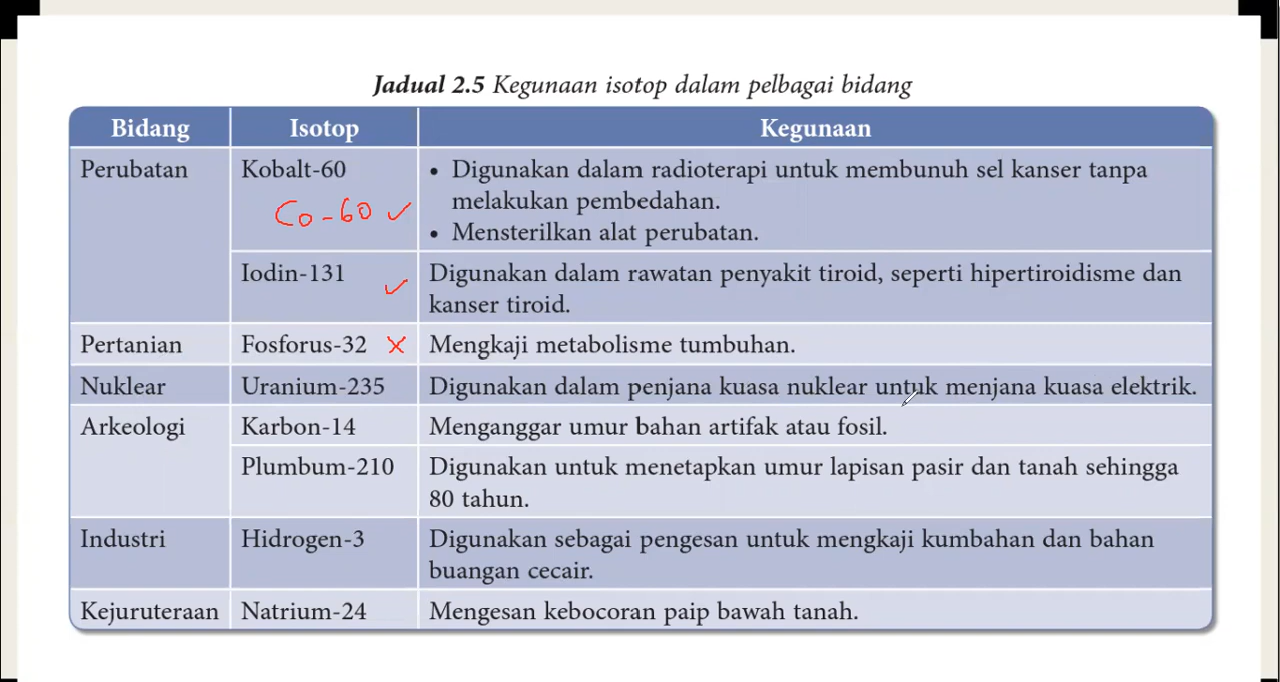 Jadual 2.5 Kegunaan isotop dalam pelbagai bidang
Bidang Isotop Kegunaan
Perubatan Kobalt-60 • Digunakan dalam radioterapi untuk membunuh sel kanser tanpa
melakukan pembedahan.
Co-60 ✓
• Mensterilkan alat perubatan.
Iodin-131 ✓ Digunakan dalam rawatan penyakit tiroid, seperti hipertiroidisme dan
kanser tiroid.
Pertanian Fosforus-32 × Mengkaji metabolisme tumbuhan.
Nuklear Uranium-235 Digunakan dalam penjana kuasa nuklear untuk menjana kuasa elektrik.
Arkeologi Karbon-14 Menganggar umur bahan artifak atau fosil.
Plumbum-210 Digunakan untuk menetapkan umur lapisan pasir dan tanah sehingga
80 tahun.
Industri Hidrogen-3 Digunakan sebagai pengesan untuk mengkaji kumbahan dan bahan
buangan cecair.
Kejuruteraan Natrium-24 Mengesan kebocoran paip bawah tanah.